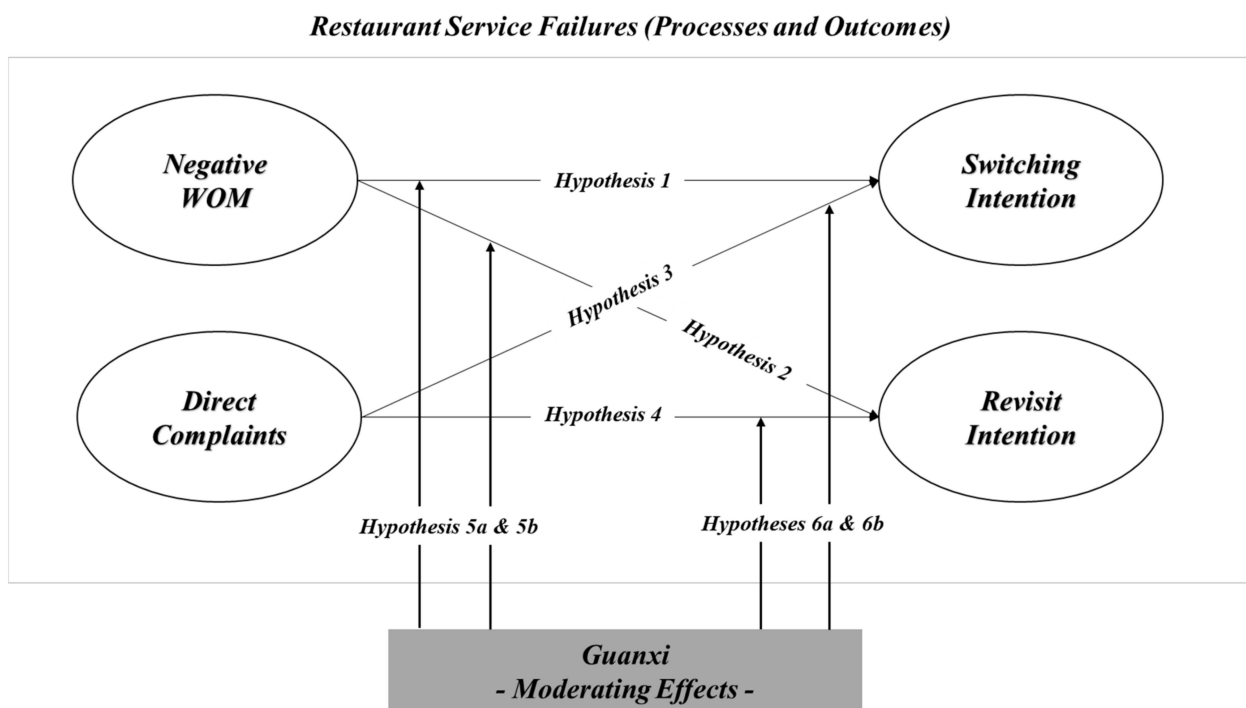 Restaurant Service Failures (Processes and Outcomes)
Negative
WOM
Hypothesis 1
Switching
Intention
Hypothesis 3
Hypothesis 2
Direct
Complaints
Hypothesis 4
Revisit
Intention
Hypothesis 5a & 5b
Hypotheses 6a & 6b
Guanxi
- Moderating Effects -